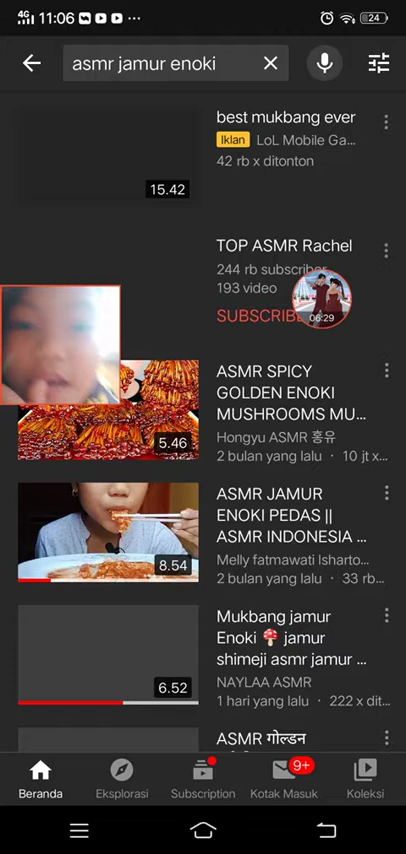 4G 11:06 24
asmr jamur enoki
best mukbang ever
Iklan LoL Mobile Ga...
42 rb x ditonton
15.42
TOP ASMR Rachel
244 rb subscriber
193 video
SUBSCRIBE
06:29
ASMR SPICY
GOLDEN ENOKI
MUSHROOMS MU...
Hongyu ASMR 홍유
2 bulan yang lalu · 10 jt x...
5.46
ASMR JAMUR
ENOKI PEDAS ||
ASMR INDONESIA ...
Melly fatmawati Isharto...
2 bulan yang lalu · 33 rb...
8.54
Mukbang jamur
Enoki 🍄 jamur
shimeji asmr jamur ...
NAYLAA ASMR
1 hari yang lalu · 222 x dit...
6.52
ASMR गोल्डन
9+
Beranda Eksplorasi Subscription Kotak Masuk Koleksi